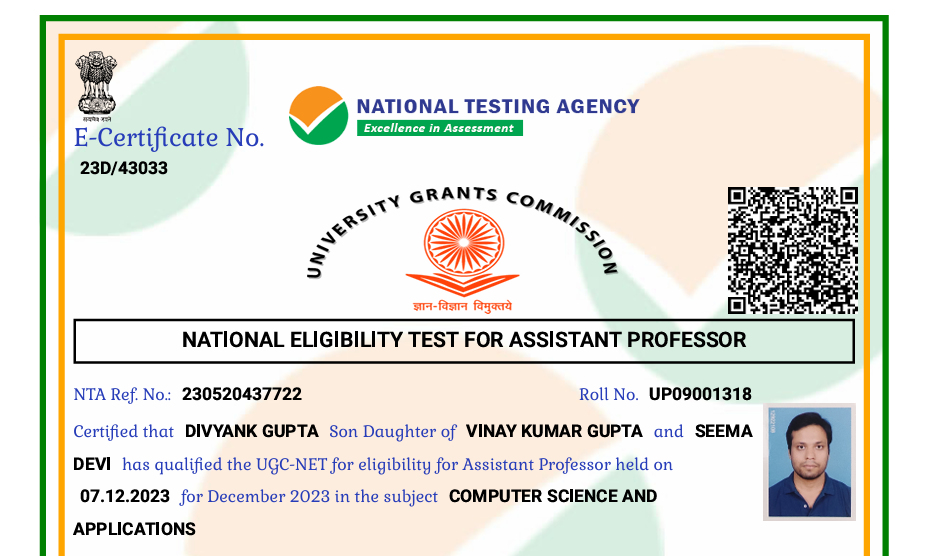 सत्यमेव जयते
E-Certificate No.
23D/43033
NATIONAL TESTING AGENCY
Excellence in Assessment
UNIVERSITY GRANTS COMMISSION
ज्ञान-विज्ञान विमुक्तये
NATIONAL ELIGIBILITY TEST FOR ASSISTANT PROFESSOR
NTA Ref. No.: 230520437722 Roll No. UP09001318
Certified that DIVYANK GUPTA Son Daughter of VINAY KUMAR GUPTA and SEEMA
DEVI has qualified the UGC-NET for eligibility for Assistant Professor held on
07.12.2023 for December 2023 in the subject COMPUTER SCIENCE AND
APPLICATIONS